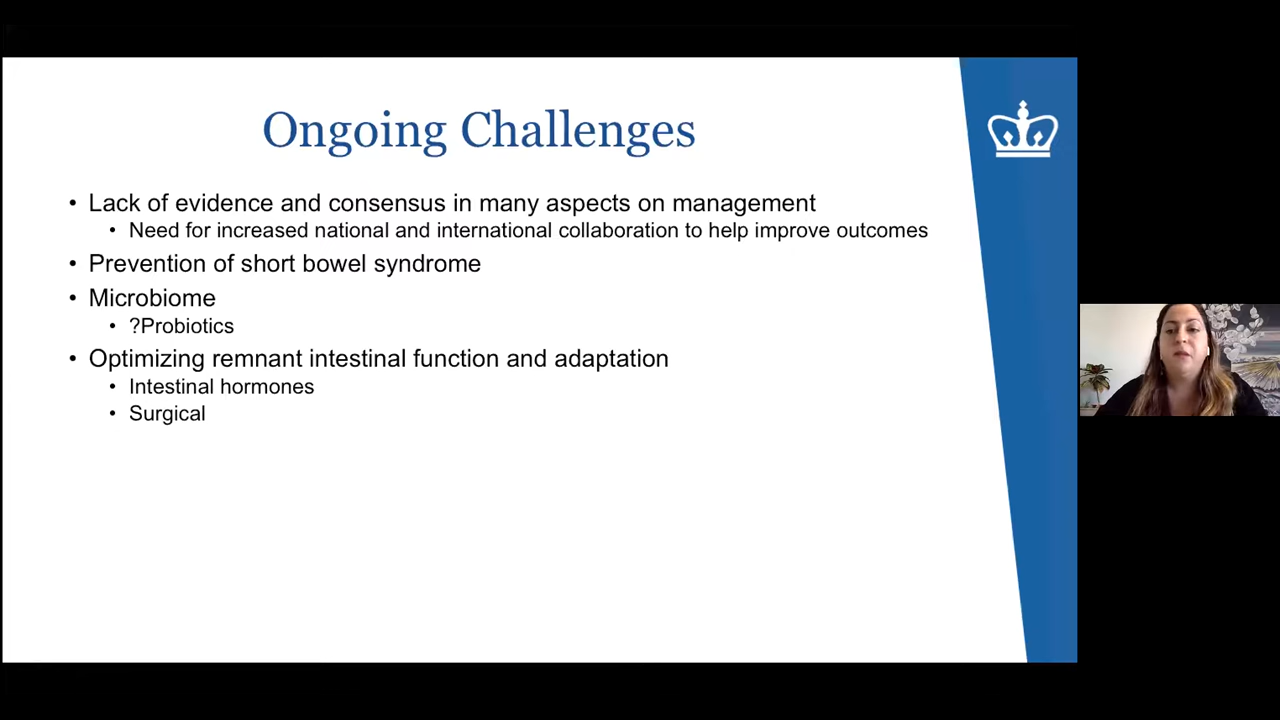 Ongoing Challenges
• Lack of evidence and consensus in many aspects on management
• Need for increased national and international collaboration to help improve outcomes
• Prevention of short bowel syndrome
• Microbiome
• ?Probiotics
• Optimizing remnant intestinal function and adaptation
• Intestinal hormones
• Surgical